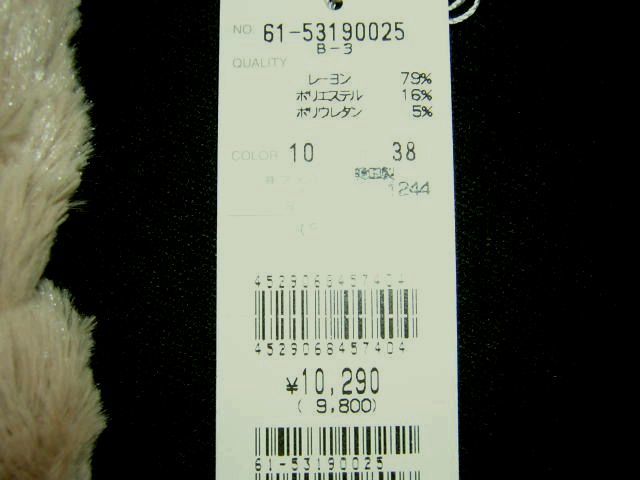 NO. 61-53190025
B-3
QUALITY
レーヨン 79%
ポリエステル 16%
ポリウレタン 5%
COLOR 10 38
1244
4529068457404
4529068457404
¥10,290
( 9,800)
61-53190025